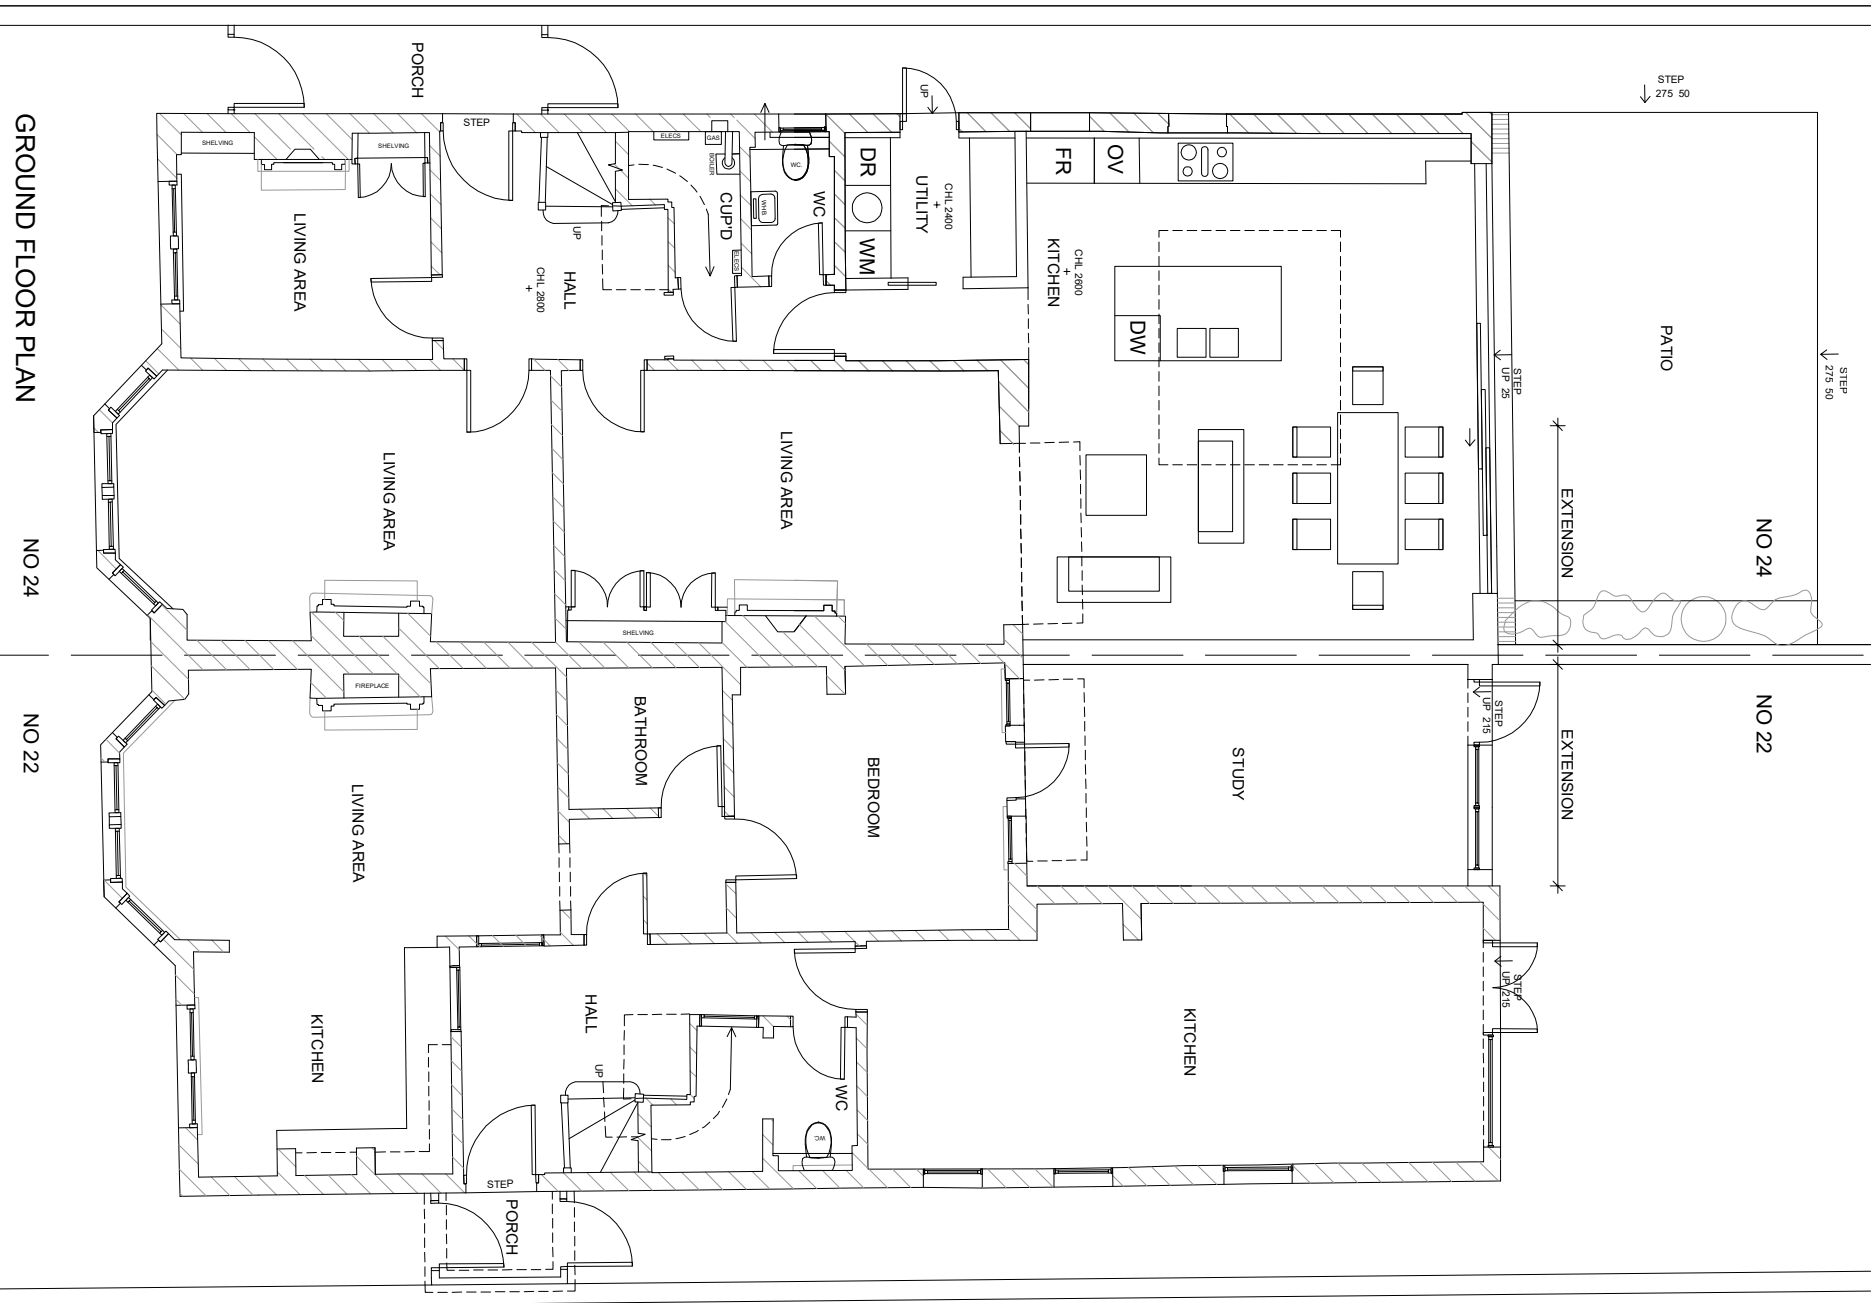 GROUND FLOOR PLAN
NO 24
NO 22
PORCH
STEP
SHELVING
SHELVING
LIVING AREA
HALL
CHL 2800
+
UP
ELECS
GAS
BOILER
CUP'D
ELECS
WC.
WHB
WC
DR
WM
UP
UTILITY
CHL 2400
+
FR
OV
KITCHEN
CHL 2600
+
DW
STEP
275 50
PATIO
STEP
275 50
STEP
UP 25
EXTENSION
NO 24
LIVING AREA
LIVING AREA
SHELVING
FIREPLACE
LIVING AREA
BATHROOM
BEDROOM
STUDY
STEP
UP 215
EXTENSION
NO 22
KITCHEN
HALL
UP
WC
WC.
KITCHEN
STEP
UP 215
STEP
PORCH